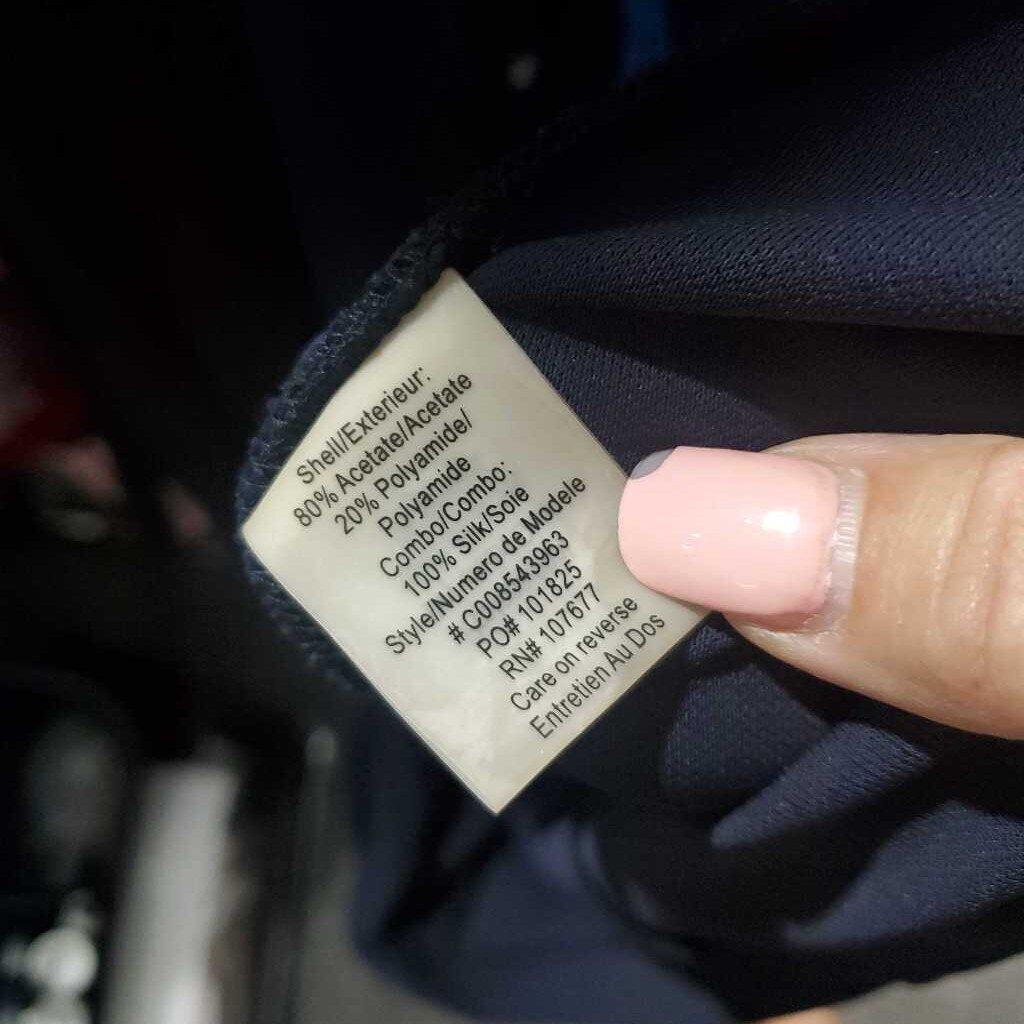 Shell/Exterieur:
80% Acetate/Acetate
20% Polyamide/
Polyamide
Combo/Combo:
100% Silk/Soie
Style/Numero de Modele
# C008543963
PO# 101825
RN# 107677
Care on reverse
Entretien Au Dos